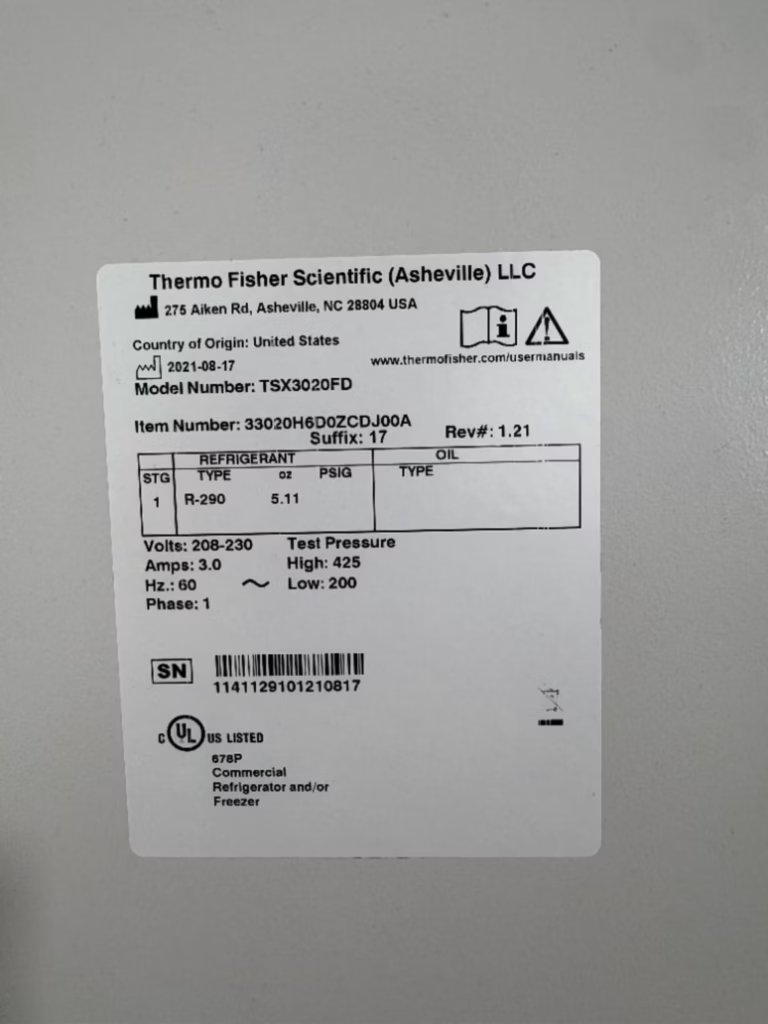 Thermo Fisher Scientific (Asheville) LLC
275 Aiken Rd, Asheville, NC 28804 USA
Country of Origin: United States
2021-08-17
www.thermofisher.com/usermanuals
Model Number: TSX3020FD
Item Number: 33020H6D0ZCDJ00A
Suffix: 17 Rev#: 1.21
REFRIGERANT OIL
STG TYPE oz PSIG TYPE
1 R-290 5.11
Volts: 208-230 Test Pressure
Amps: 3.0 High: 425
Hz.: 60 ~ Low: 200
Phase: 1
SN
1141129101210817
C UL US LISTED
678P
Commercial
Refrigerator and/or
Freezer